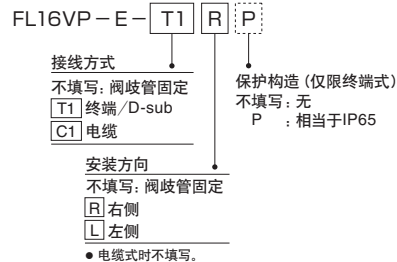 FL16VP－E－T1RP
接线方式
不填写: 阀歧管固定
T1 终端/D-sub
C1 电缆
保护构造 (仅限终端式)
不填写: 无
P : 相当于IP65
安装方向
不填写: 阀歧管固定
R 右侧
L 左侧
● 电缆式时不填写。